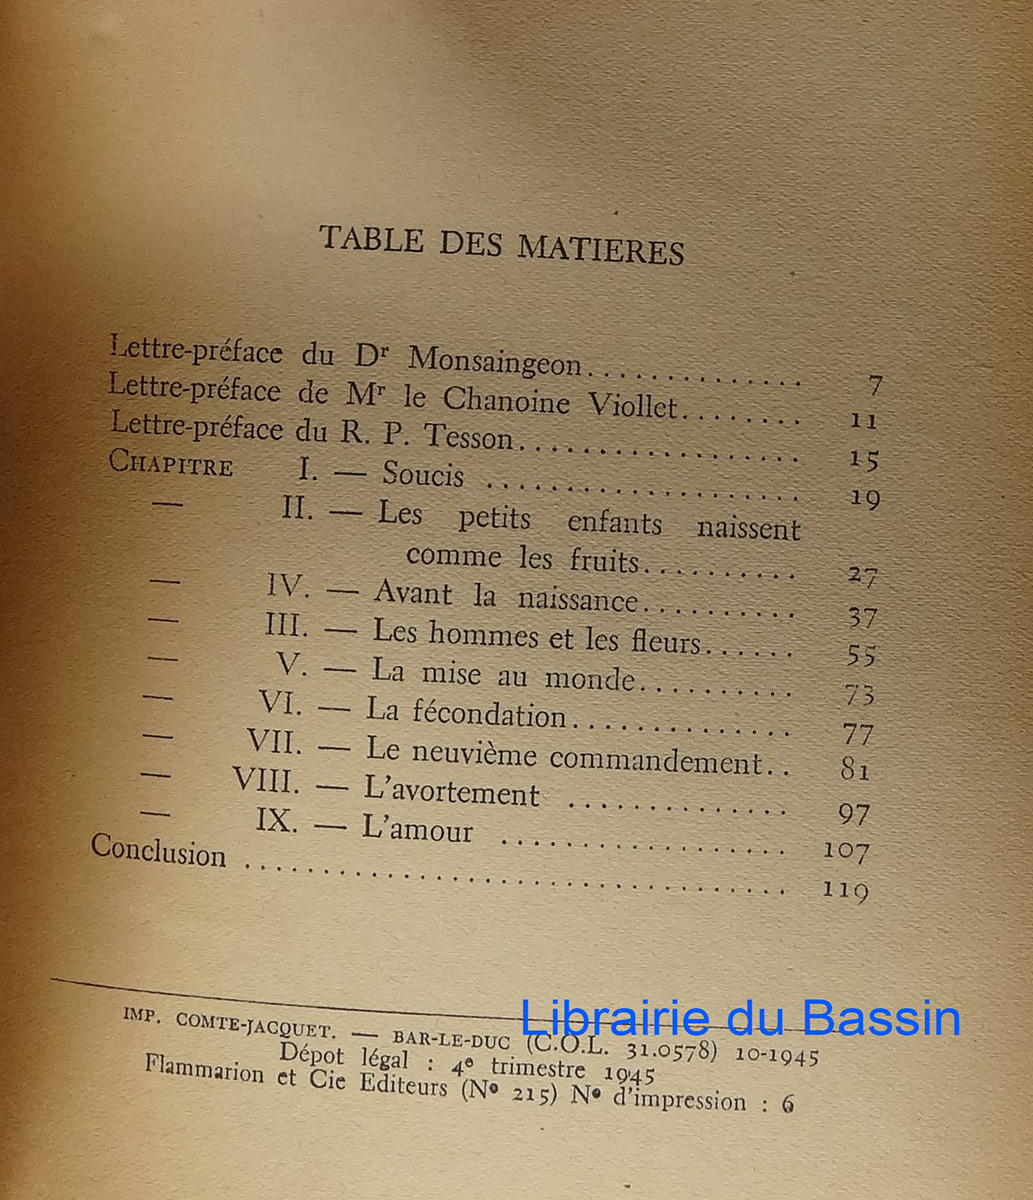 TABLE DES MATIERES
Lettre-préface du Dr Monsaingeon.............. 7
Lettre-préface de Mr le Chanoine Viollet........ 11
Lettre-préface du R. P. Tesson.................. 15
CHAPITRE I. — Soucis .................... 19
— II. — Les petits enfants naissent
comme les fruits.......... 27
— IV. — Avant la naissance.......... 37
— III. — Les hommes et les fleurs...... 55
— V. — La mise au monde.......... 73
— VI. — La fécondation.............. 77
— VII. — Le neuvième commandement.. 81
— VIII. — L'avortement .............. 97
— IX. — L'amour .................. 107
Conclusion .................................. 119
IMP. COMTE-JACQUET. — BAR-LE-DUC (C.O.L. 31.0578) 10-1945
Dépot légal : 4e trimestre 1945
Flammarion et Cie Editeurs (No 215) No d'impression : 6
Librairie du Bassin